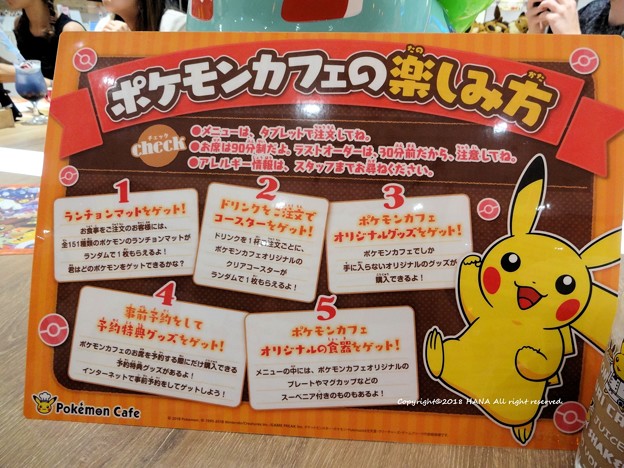 ポケモンカフェの楽しみ方
check
●メニューは、タブレットで注文してね。
●お席は90分制だよ。ラストオーダーは、30分前だから、注意してね。
●アレルギー情報は、スタッフまでお尋ねください。
1
ランチョンマットをゲット!
お食事をご注文のお客様には、
全151種類のポケモンのランチョンマットが
ランダムで1枚もらえるよ!
君はどのポケモンをゲットできるかな?
2
ドリンクをご注文で
コースターをゲット!
ドリンクを1杯ご注文ごとに、
ポケモンカフェオリジナルの
クリアコースターが
ランダムで1枚もらえるよ!
3
ポケモンカフェ
オリジナルグッズをゲット!
ポケモンカフェでしか
手に入らないオリジナルのグッズが
購入できるよ!
4
事前予約をして
予約特典グッズをゲット!
ポケモンカフェのお席を予約する際にだけ購入できる
予約特典グッズがあるよ!
インターネットで事前予約をしてゲットしよう!
5
ポケモンカフェ
オリジナルの食器をゲット!
メニューの中には、ポケモンカフェオリジナルの
プレートやマグカップなどの
スーベニア付きのものもあるよ!
Pokémon Cafe
Copyright©2018 HANA All right reserved.